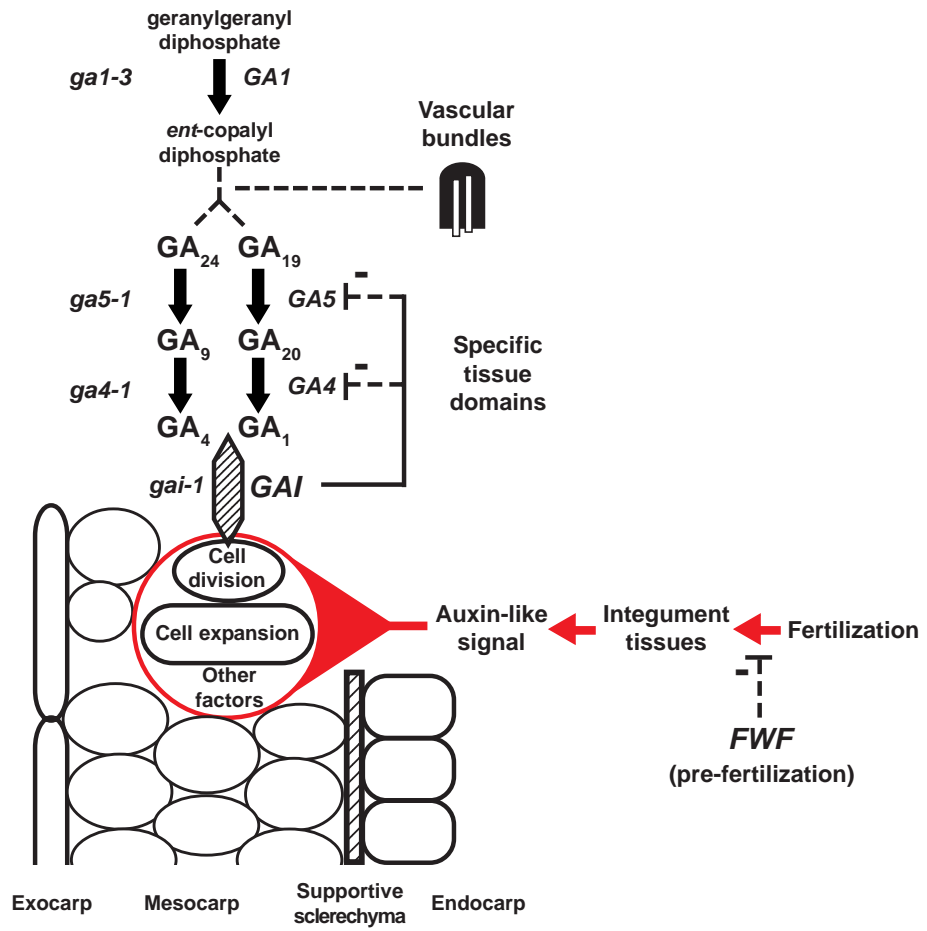 geranylgeranyl
diphosphate
ga1-3
GA1
ent-copalyl
diphosphate
Vascular
bundles
GA24
GA19
ga5-1
GA5
-
GA9
GA20
Specific
tissue
domains
ga4-1
GA4
-
GA4
GA1
gai-1
GAI
Cell
division
Cell expansion
Other
factors
Auxin-like
signal
Integument
tissues
Fertilization
-
FWF
(pre-fertilization)
Exocarp
Mesocarp
Supportive
sclerechyma
Endocarp